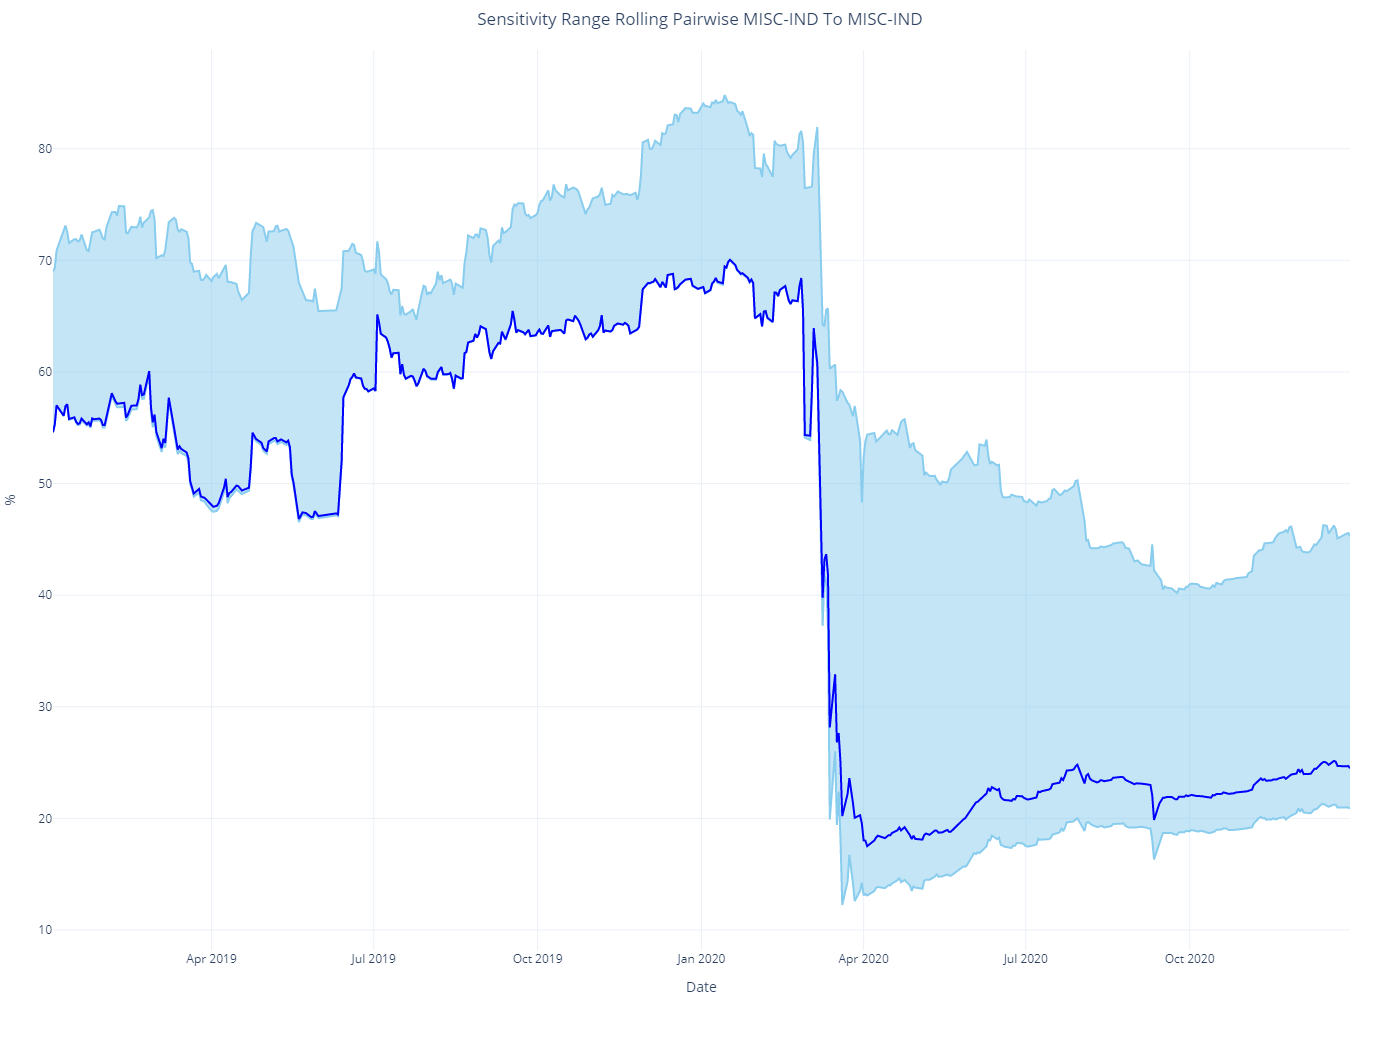 Sensitivity Range Rolling Pairwise MISC-IND To MISC-IND
80
70
60
50
40
30
20
10
%
Apr 2019
Jul 2019
Oct 2019
Jan 2020
Apr 2020
Jul 2020
Oct 2020
Date